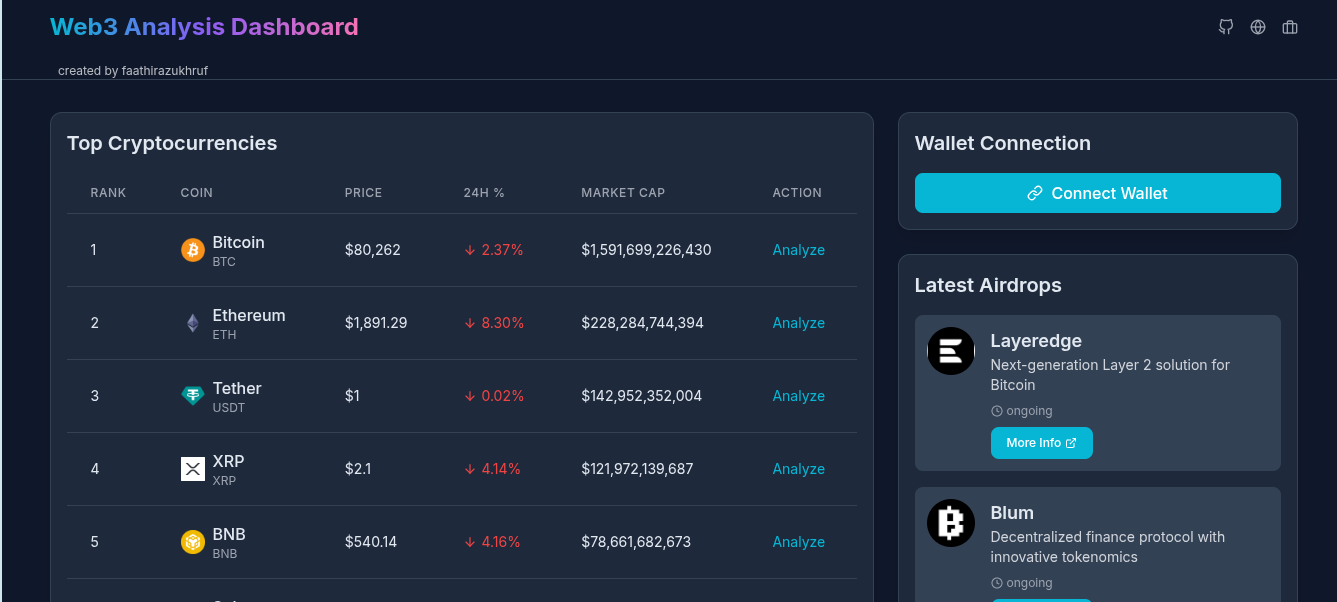 Web3 Analysis Dashboard
created by faathirazukhruf
Top Cryptocurrencies
RANK COIN PRICE 24H % MARKET CAP ACTION
1 Bitcoin $80,262 ↓ 2.37% $1,591,699,226,430 Analyze
BTC
2 Ethereum $1,891.29 ↓ 8.30% $228,284,744,394 Analyze
ETH
3 Tether $1 ↓ 0.02% $142,952,352,004 Analyze
USDT
4 XRP $2.1 ↓ 4.14% $121,972,139,687 Analyze
XRP
5 BNB $540.14 ↓ 4.16% $78,661,682,673 Analyze
BNB
Wallet Connection
Connect Wallet
Latest Airdrops
Layeredge
Next-generation Layer 2 solution for
Bitcoin
ongoing
More Info
Blum
Decentralized finance protocol with
innovative tokenomics
ongoing